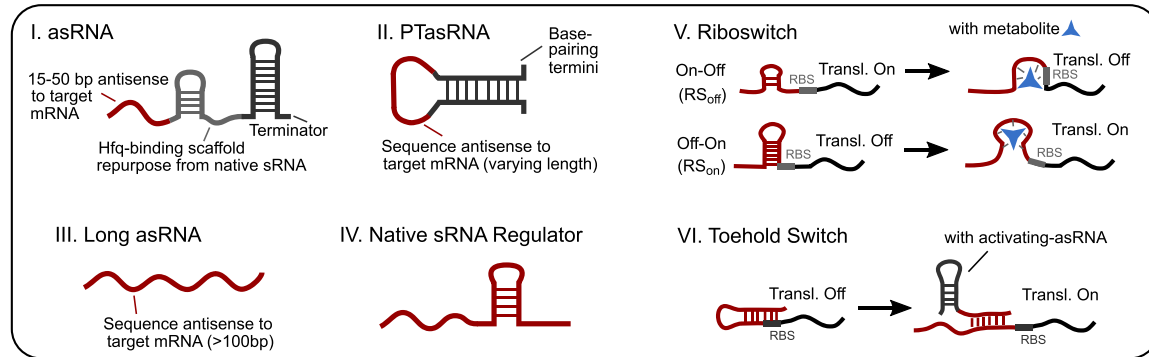 I. asRNA
15-50 bp antisense
to target
mRNA
Terminator
Hfq-binding scaffold
repurpose from native sRNA
II. PTasRNA
Base-
pairing
termini
Sequence antisense to
target mRNA (varying length)
III. Long asRNA
Sequence antisense to
target mRNA (>100bp)
IV. Native sRNA Regulator
V. Riboswitch
with metabolite
On-Off
(RSoff)
RBS
Transl. On
Transl. Off
RBS
Off-On
(RSon)
RBS
Transl. Off
Transl. On
RBS
VI. Toehold Switch
with activating-asRNA
Transl. Off
RBS
Transl. On
RBS